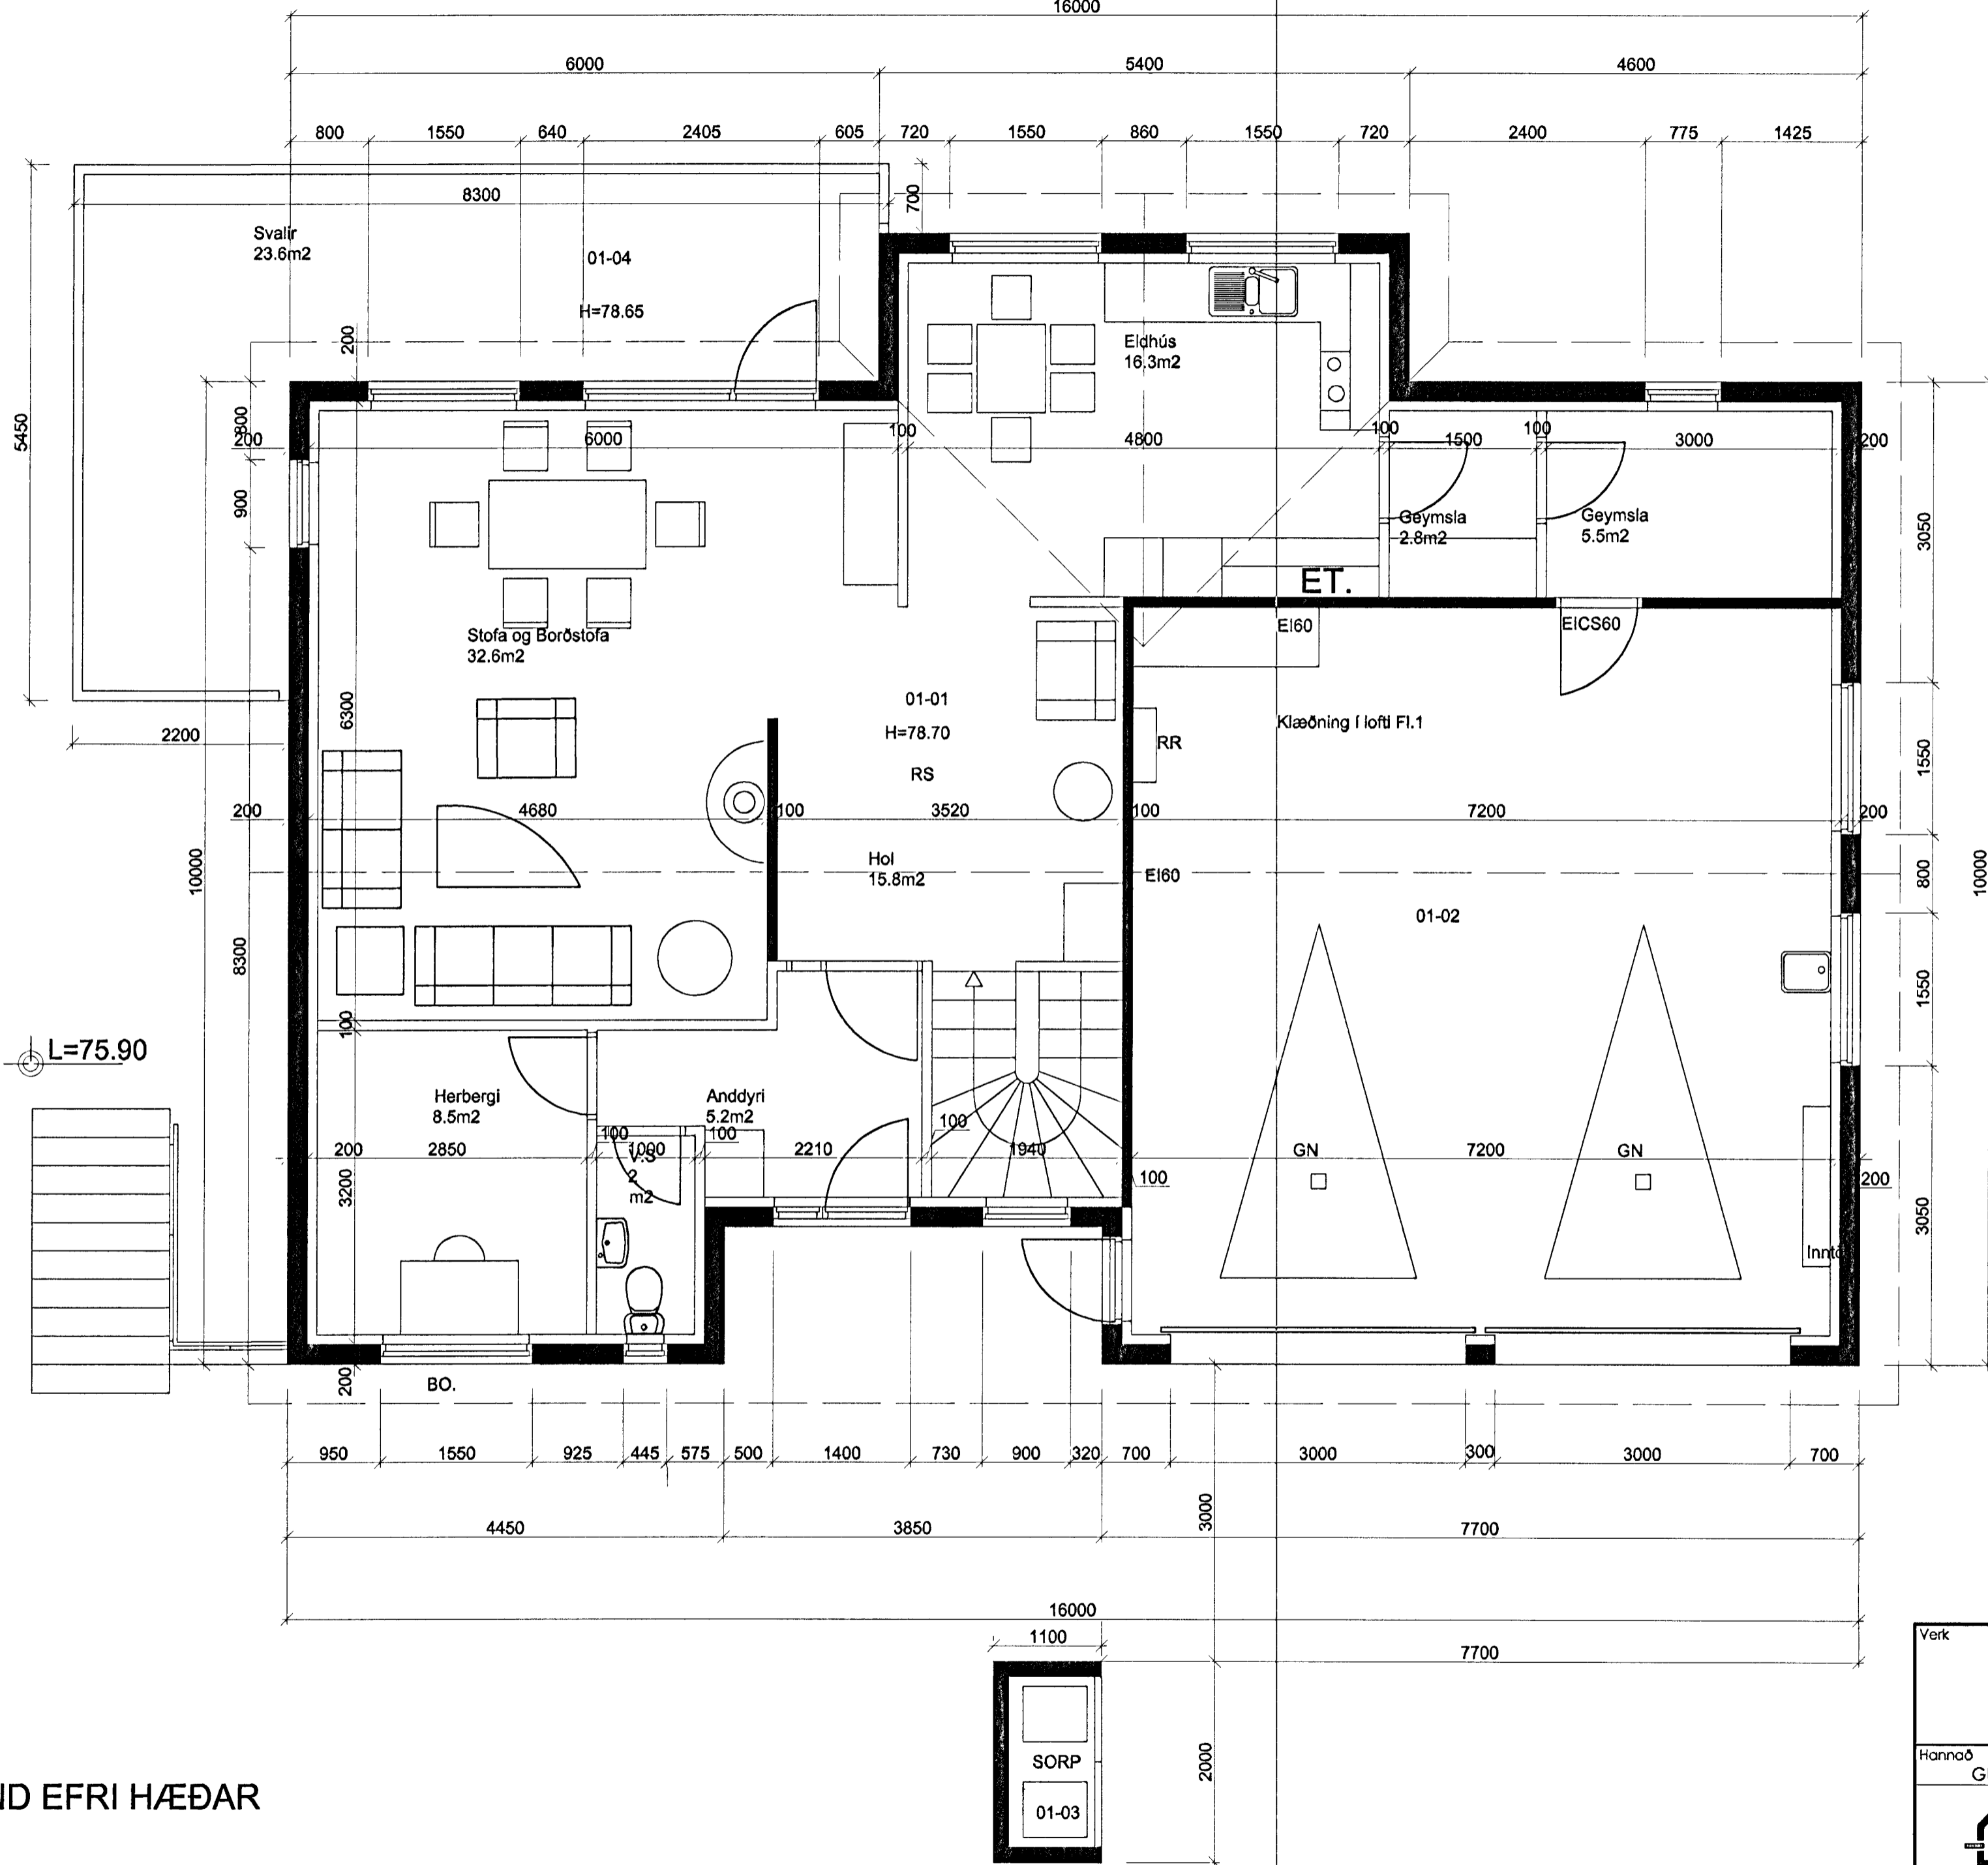 16000
6000 5400 4600
800 1550 640 2405 605 720 1550 860 1550 720 2400 775 1425
8300
700
Svalir
23.6m2
01-04
H=78.65
200
Eldhús
16.3m2
5450
800
200 6000 100 4800 100 1500 100 3000 200
900
Geymsla
2.8m2
Geymsla
5.5m2
3050
ET.
EI60
EICS60
Stofa og Borðstofa
32.6m2
6300
01-01
H=78.70
RS
RR
Klæðning í lofti Fl.1
2200
1550
200 4680 100 3520 100 7200 200
10000
Hol
15.8m2
EI60
800
10000
01-02
8300
1550
100
L=75.90
Herbergi
8.5m2
Anddyri
5.2m2
100 100 100
200 2850 1000 2210 1940 7200
V.S
2
m2
GN GN
100
200
3200
3050
200
BO.
950 1550 925 445 575 500 1400 730 900 320 700 3000 300 3000 700
3000
4450 3850 7700
16000
1100
7700
Verk
SORP
2000
01-03
Hannað
G
ND EFRI HÆÐAR